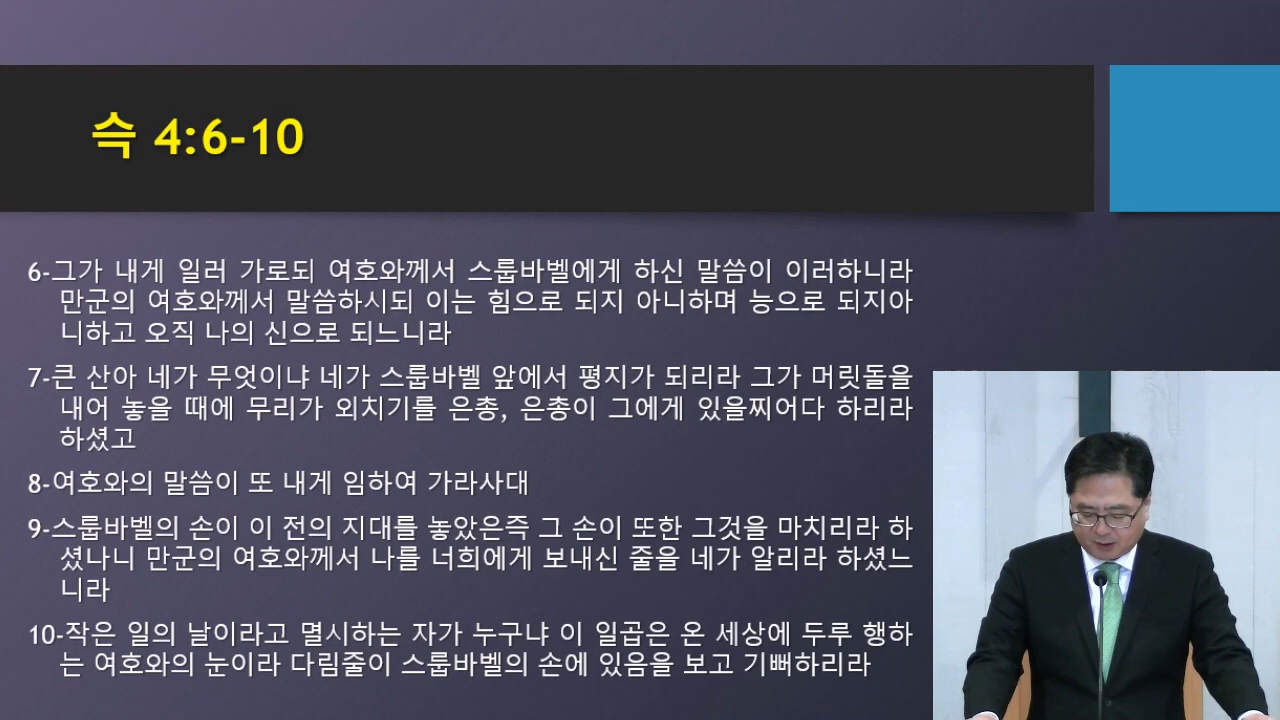 슥 4:6-10
6-그가 내게 일러 가로되 여호와께서 스룹바벨에게 하신 말씀이 이러하니라
만군의 여호와께서 말씀하시되 이는 힘으로 되지 아니하며 능으로 되지아
니하고 오직 나의 신으로 되느니라
7-큰 산아 네가 무엇이냐 네가 스룹바벨 앞에서 평지가 되리라 그가 머릿돌을
내어 놓을 때에 무리가 외치기를 은총, 은총이 그에게 있을찌어다 하리라
하셨고
8-여호와의 말씀이 또 내게 임하여 가라사대
9-스룹바벨의 손이 이 전의 지대를 놓았은즉 그 손이 또한 그것을 마치리라 하
셨나니 만군의 여호와께서 나를 너희에게 보내신 줄을 네가 알리라 하셨느
니라
10-작은 일의 날이라고 멸시하는 자가 누구냐 이 일곱은 온 세상에 두루 행하
는 여호와의 눈이라 다림줄이 스룹바벨의 손에 있음을 보고 기뻐하리라